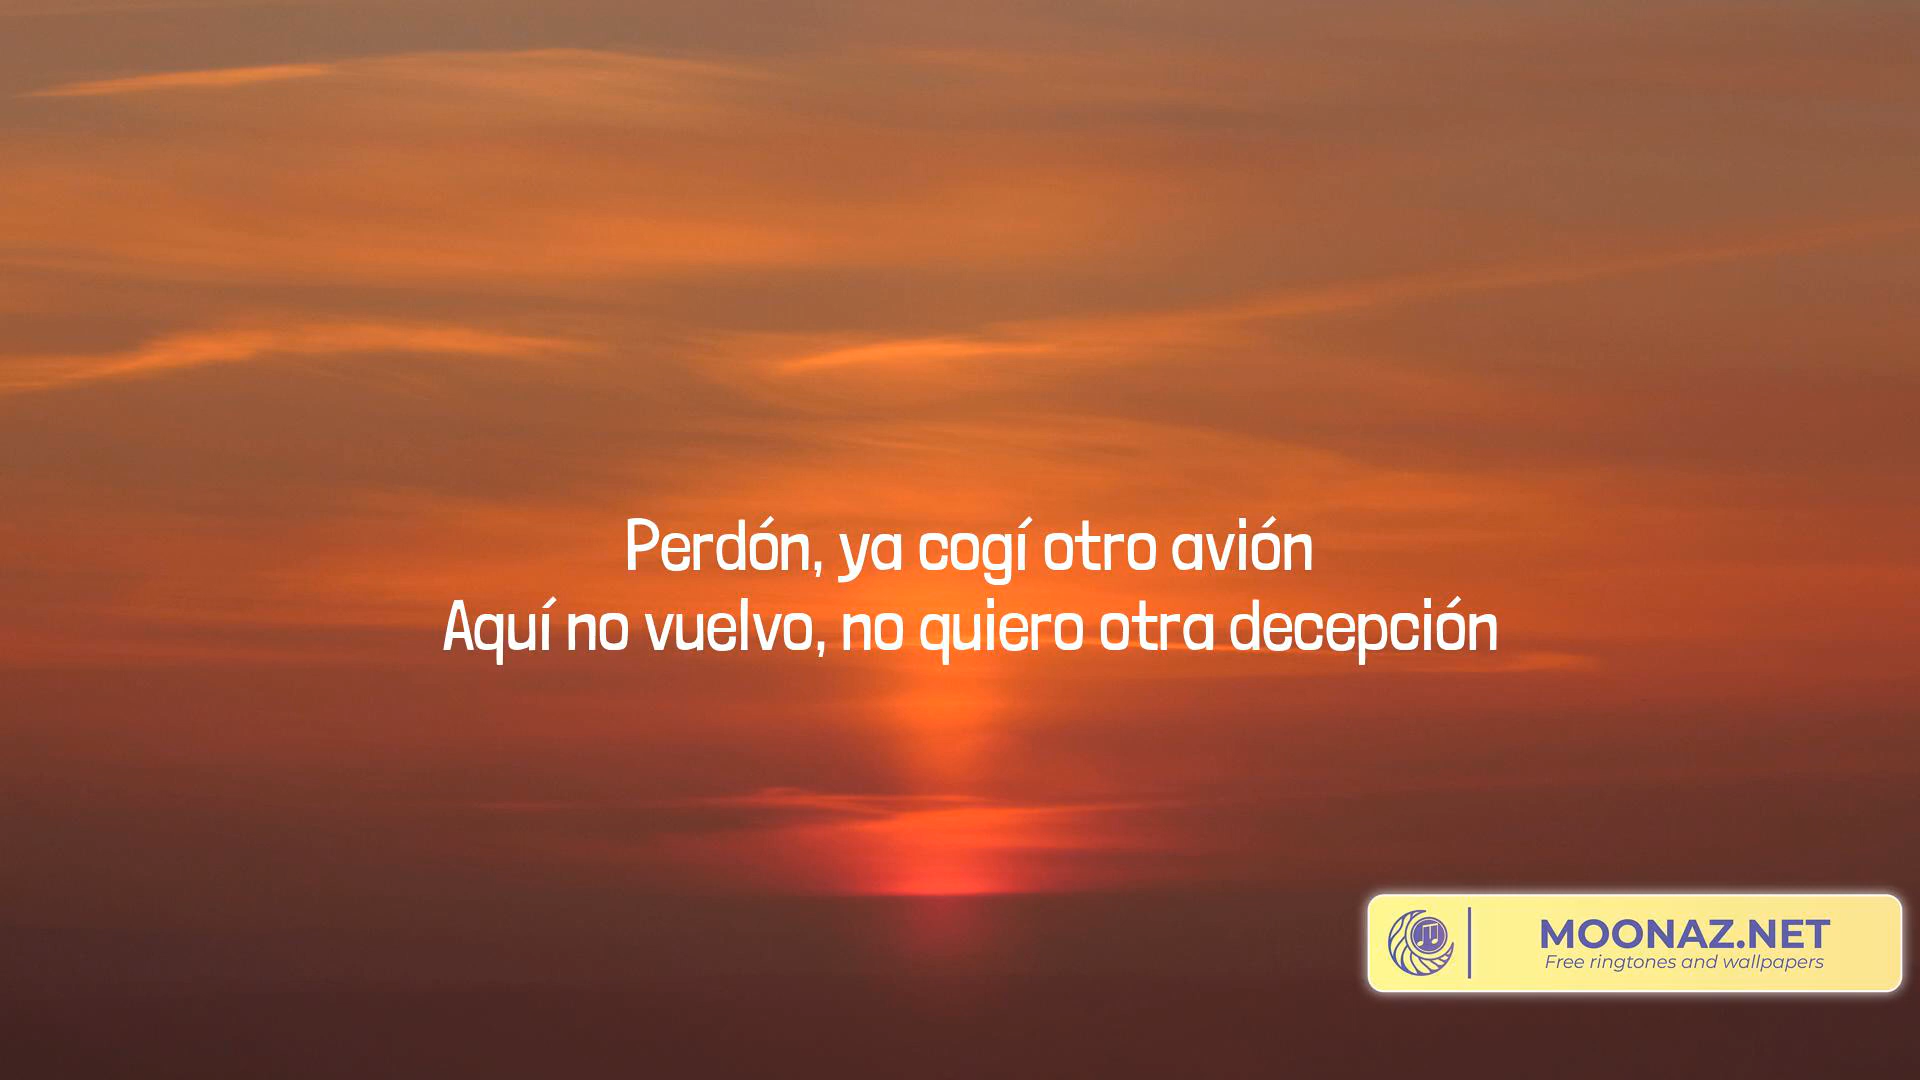 Perdón, ya cogí otro avión
Aquí no vuelvo, no quiero otra decepción
MOONAZ.NET
Free ringtones and wallpapers